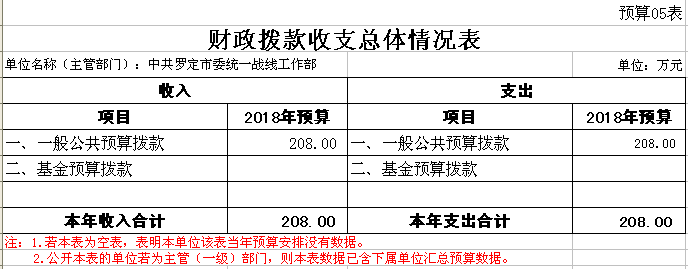 预算05表
财政拨款收支总体情况表
单位名称（主管部门）：中共罗定市委统一战线工作部 单位：万元
收入 支出
项目 2018年预算 项目 2018年预算
一、一般公共预算拨款 208.00 一、一般公共预算拨款 208.00
二、基金预算拨款 二、基金预算拨款
本年收入合计 208.00 本年支出合计 208.00
注：1.若本表为空表，表明本单位该表当年预算安排没有数据。
2.公开本表的单位若为主管（一级）部门，则本表数据已含下属单位汇总预算数据。